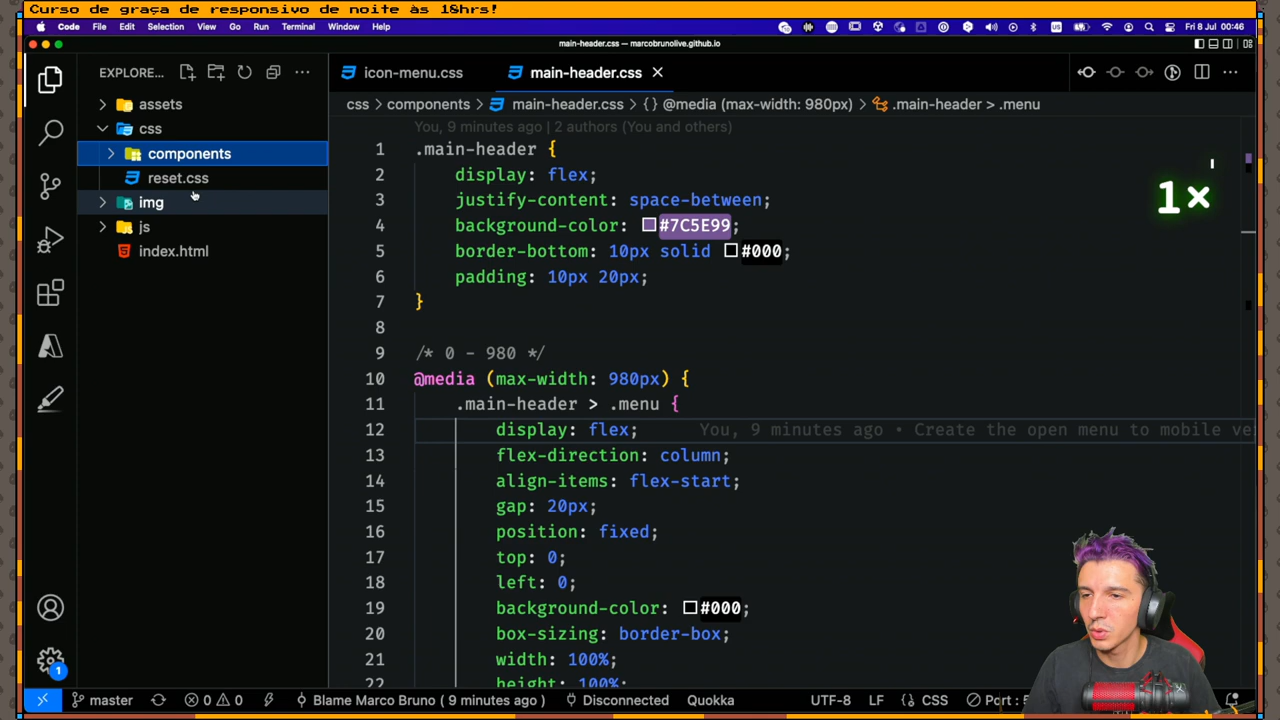 Curso de graça de responsivo de noite às 18hrs!
Code File Edit Selection View Go Run Terminal Window Help Fri 8 Jul 00:46
main-header.css — marcobrunolive.github.io
EXPLORE...
icon-menu.css
main-header.css
assets
css
components
reset.css
img
js
index.html
css > components > main-header.css > {} @media (max-width: 980px) > .main-header > .menu
You, 9 minutes ago | 2 authors (You and others)
1 .main-header {
2 display: flex;
3 justify-content: space-between;
4 background-color: #7C5E99;
5 border-bottom: 10px solid #000;
6 padding: 10px 20px;
7 }
8
9 /* 0 - 980 */
10 @media (max-width: 980px) {
11 .main-header > .menu {
12 display: flex; You, 9 minutes ago • Create the open menu to mobile ve
13 flex-direction: column;
14 align-items: flex-start;
15 gap: 20px;
16 position: fixed;
17 top: 0;
18 left: 0;
19 background-color: #000;
20 box-sizing: border-box;
21 width: 100%;
22 height: 100%;
1×
1
master 0 0 Blame Marco Bruno ( 9 minutes ago ) Disconnected Quokka UTF-8 LF {} CSS Port :